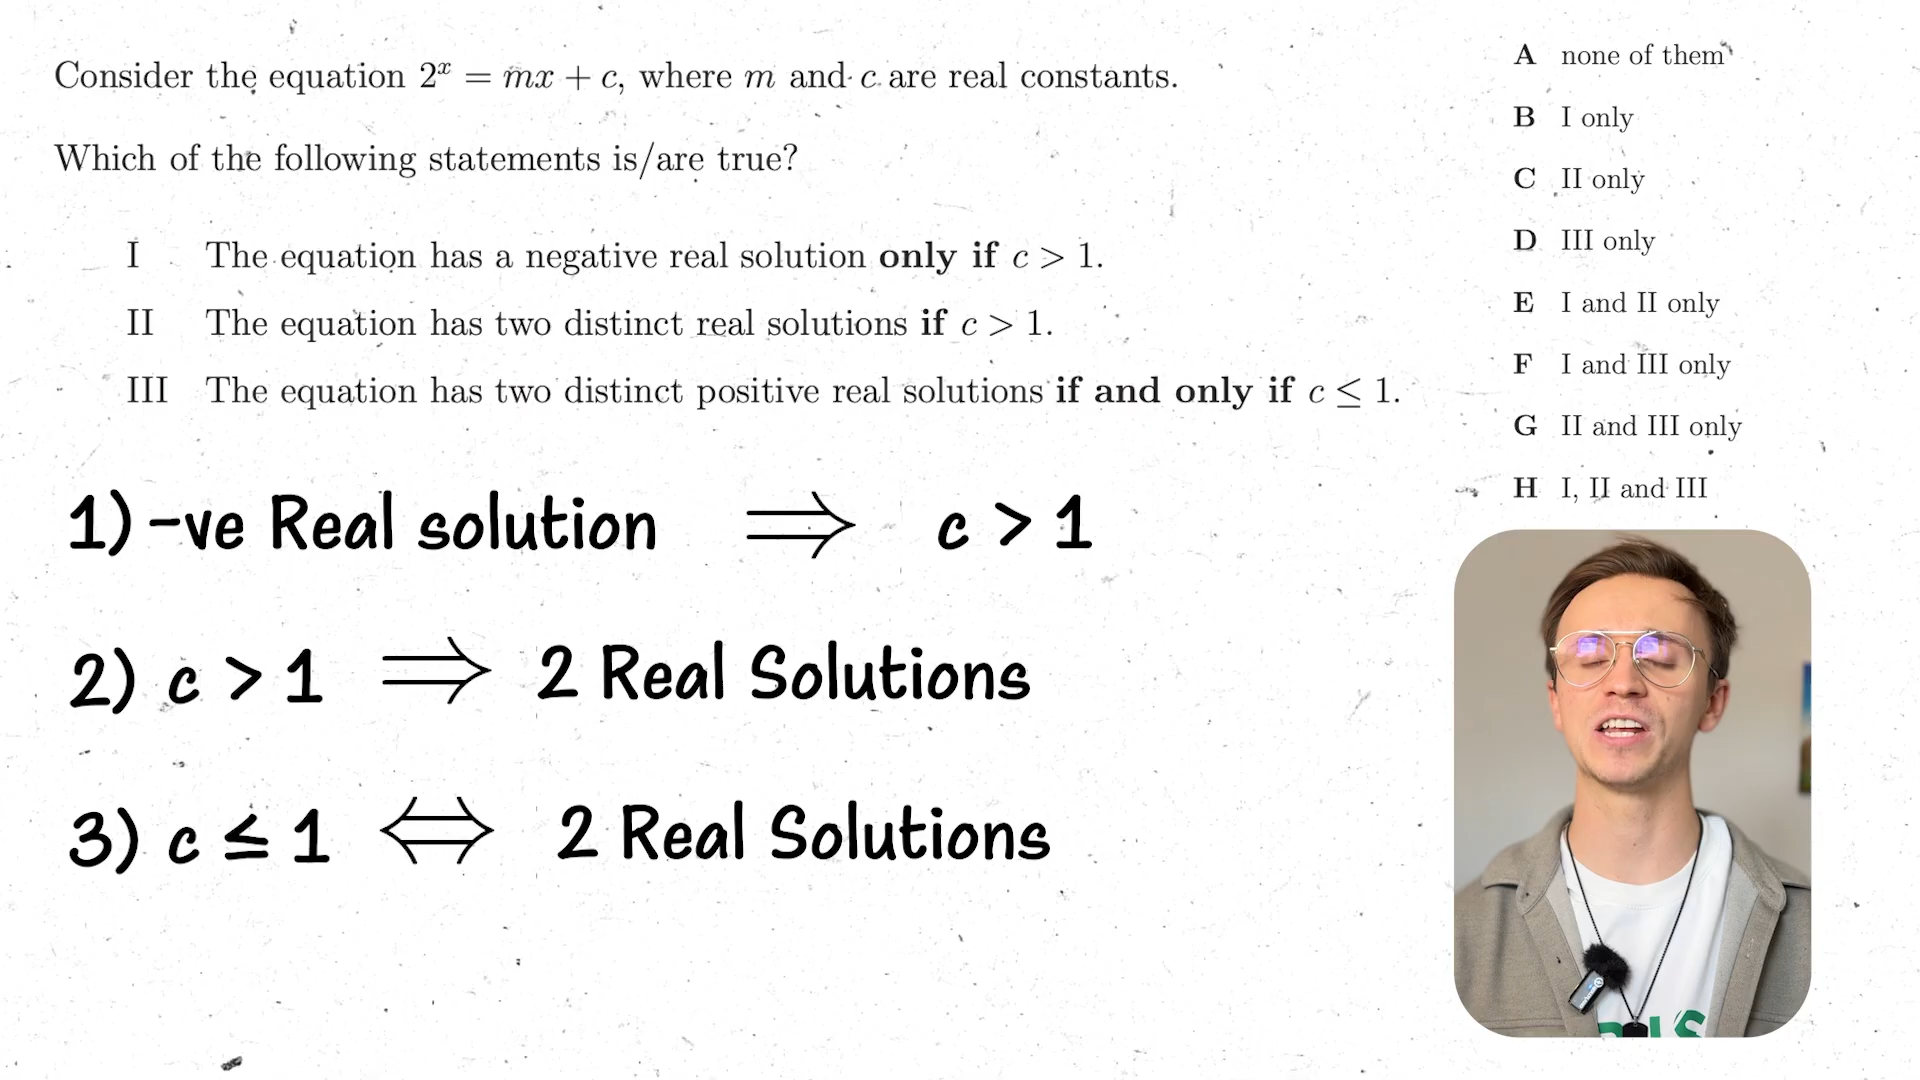 Consider the equation 2ˣ = mx + c, where m and c are real constants.
Which of the following statements is/are true?
I The equation has a negative real solution only if c > 1.
II The equation has two distinct real solutions if c > 1.
III The equation has two distinct positive real solutions if and only if c ≤ 1.
A none of them
B I only
C II only
D III only
E I and II only
F I and III only
G II and III only
H I, II and III
1) -ve Real solution ⟹ c > 1
2) c > 1 ⟹ 2 Real Solutions
3) c ≤ 1 ⟺ 2 Real Solutions